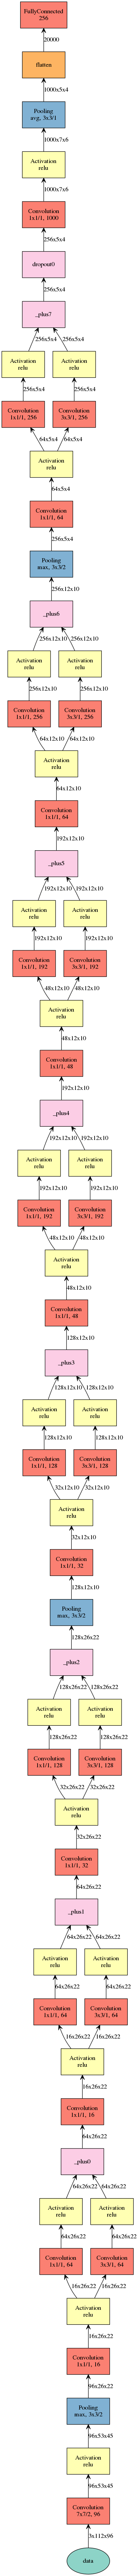 FullyConnected
256
20000
flatten
1000x5x4
Pooling
avg, 3x3/1
1000x7x6
Activation
relu
1000x7x6
Convolution
1x1/1, 1000
256x5x4
dropout0
256x5x4
_plus7
256x5x4 256x5x4
Activation Activation
relu relu
256x5x4 256x5x4
Convolution Convolution
1x1/1, 256 3x3/1, 256
64x5x4 64x5x4
Activation
relu
64x5x4
Convolution
1x1/1, 64
256x5x4
Pooling
max, 3x3/2
256x12x10
_plus6
256x12x10 256x12x10
Activation Activation
relu relu
256x12x10 256x12x10
Convolution Convolution
1x1/1, 256 3x3/1, 256
64x12x10 64x12x10
Activation
relu
64x12x10
Convolution
1x1/1, 64
192x12x10
_plus5
192x12x10 192x12x10
Activation Activation
relu relu
192x12x10 192x12x10
Convolution Convolution
1x1/1, 192 3x3/1, 192
48x12x10 48x12x10
Activation
relu
48x12x10
Convolution
1x1/1, 48
192x12x10
_plus4
192x12x10 192x12x10
Activation Activation
relu relu
192x12x10 192x12x10
Convolution Convolution
1x1/1, 192 3x3/1, 192
48x12x10 48x12x10
Activation
relu
48x12x10
Convolution
1x1/1, 48
128x12x10
_plus3
128x12x10 128x12x10
Activation Activation
relu relu
128x12x10 128x12x10
Convolution Convolution
1x1/1, 128 3x3/1, 128
32x12x10 32x12x10
Activation
relu
32x12x10
Convolution
1x1/1, 32
128x12x10
Pooling
max, 3x3/2
128x26x22
_plus2
128x26x22 128x26x22
Activation Activation
relu relu
128x26x22 128x26x22
Convolution Convolution
1x1/1, 128 3x3/1, 128
32x26x22 32x26x22
Activation
relu
32x26x22
Convolution
1x1/1, 32
64x26x22
_plus1
64x26x22 64x26x22
Activation Activation
relu relu
64x26x22 64x26x22
Convolution Convolution
1x1/1, 64 3x3/1, 64
16x26x22 16x26x22
Activation
relu
16x26x22
Convolution
1x1/1, 16
64x26x22
_plus0
64x26x22 64x26x22
Activation Activation
relu relu
64x26x22 64x26x22
Convolution Convolution
1x1/1, 64 3x3/1, 64
16x26x22 16x26x22
Activation
relu
16x26x22
Convolution
1x1/1, 16
96x26x22
Pooling
max, 3x3/2
96x53x45
Activation
relu
96x53x45
Convolution
7x7/2, 96
3x112x96
data